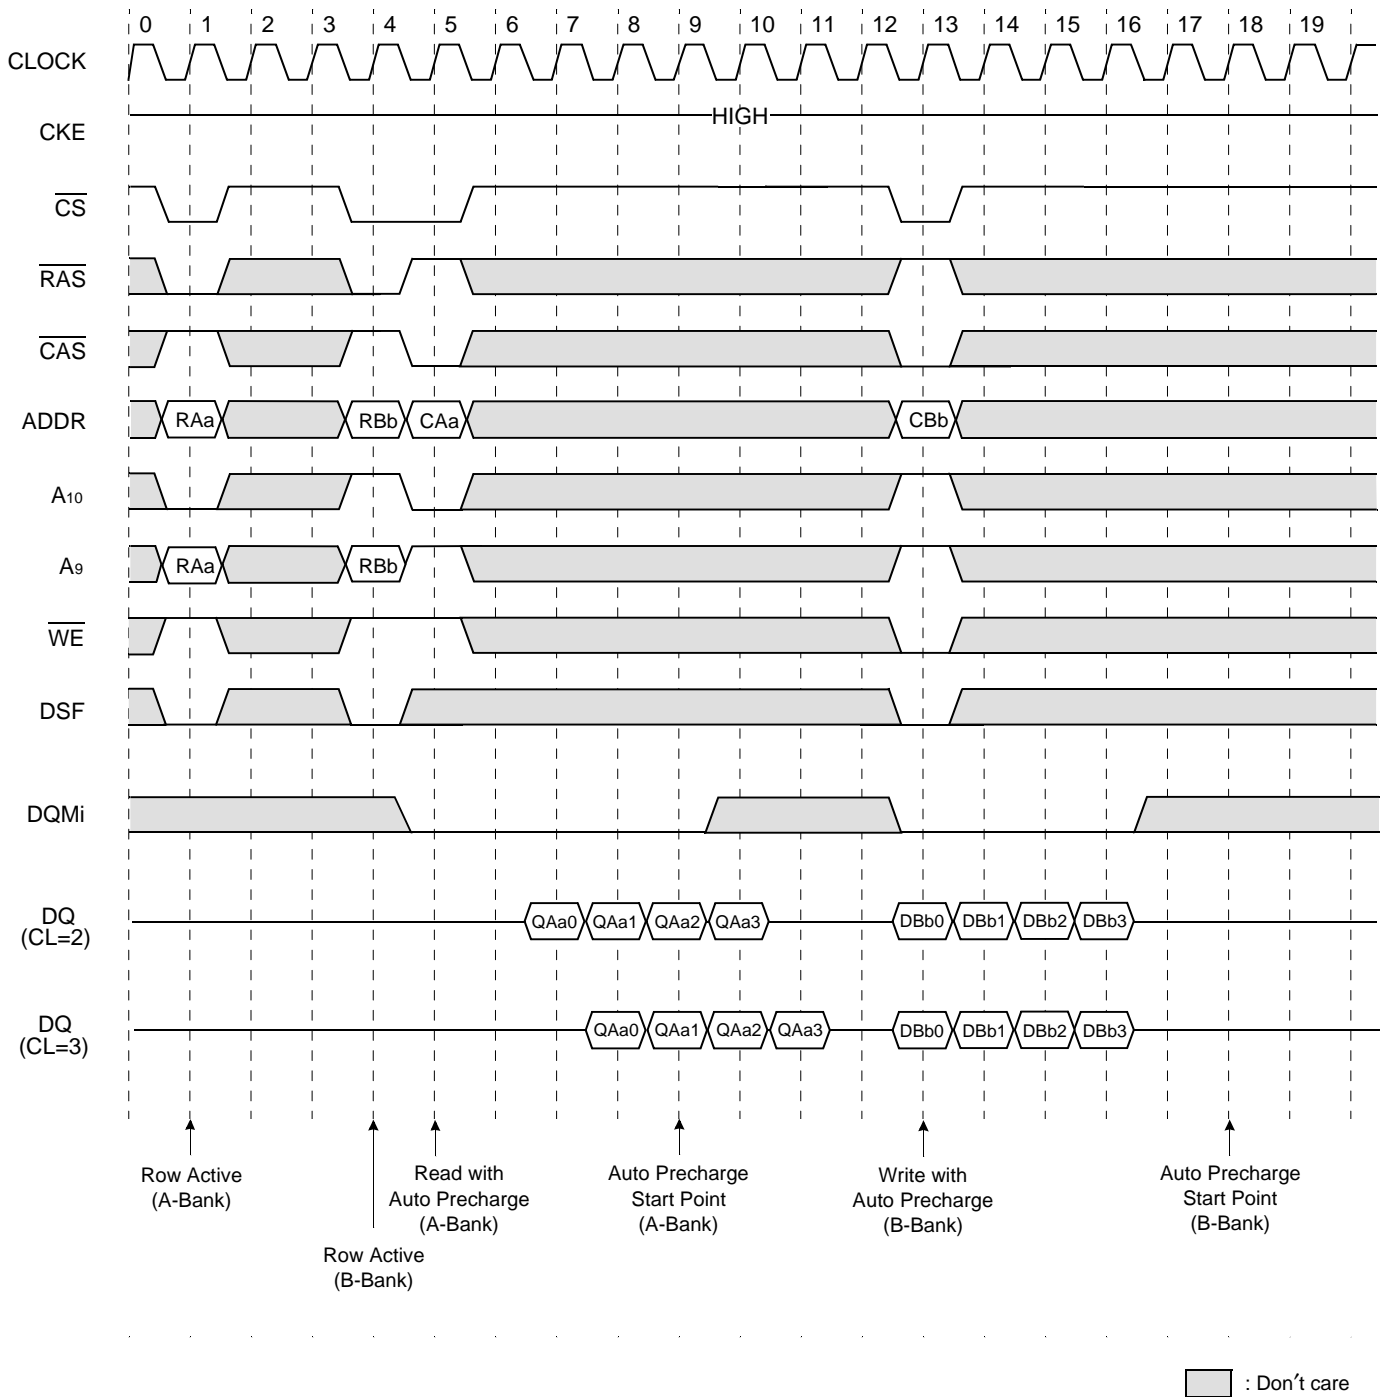 0 1 2 3 4 5 6 7 8 9 10 11 12 13 14 15 16 17 18 19
CLOCK
CKE
HIGH
CS
RAS
CAS
ADDR RAa RBb CAa CBb
A10
A9 RAa RBb
WE
DSF
DQMi
DQ
(CL=2)
QAa0 QAa1 QAa2 QAa3 DBb0 DBb1 DBb2 DBb3
DQ
(CL=3)
QAa0 QAa1 QAa2 QAa3 DBb0 DBb1 DBb2 DBb3
Row Active
(A-Bank)
Row Active
(B-Bank)
Read with
Auto Precharge
(A-Bank)
Auto Precharge
Start Point
(A-Bank)
Write with
Auto Precharge
(B-Bank)
Auto Precharge
Start Point
(B-Bank)
: Don′t care